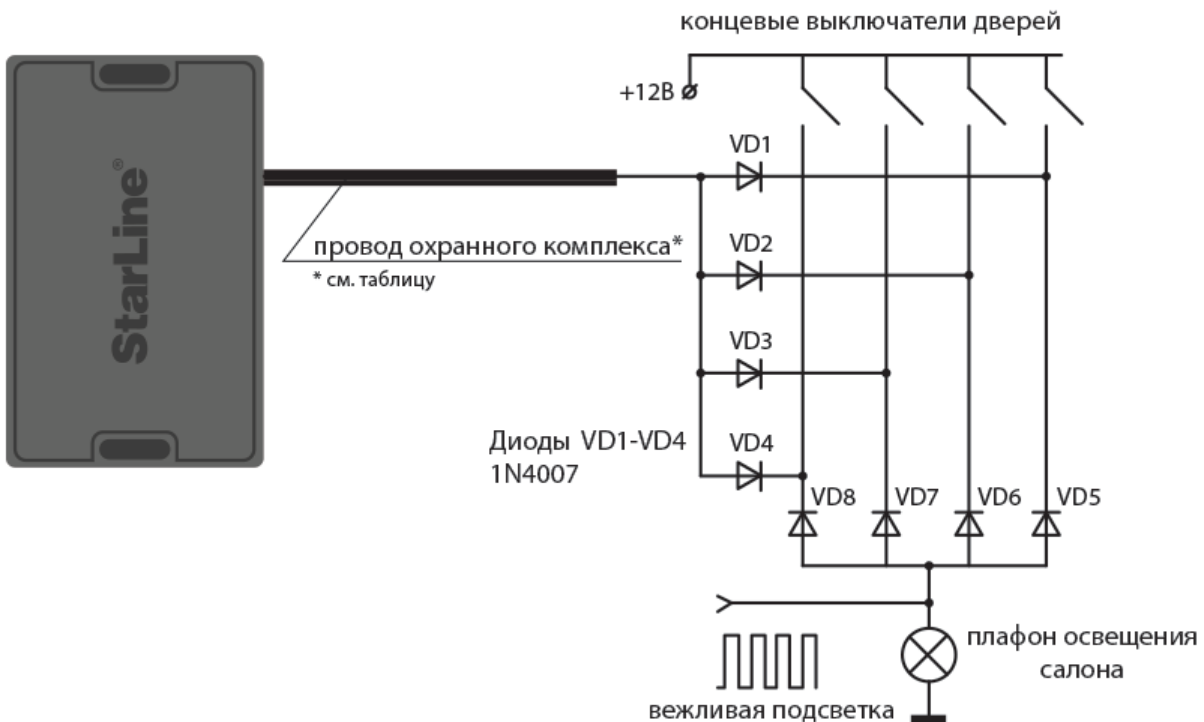 концевые выключатели дверей
+12В
StarLine®
VD1
провод охранного комплекса*
* см. таблицу
VD2
VD3
Диоды VD1-VD4
1N4007
VD4
VD8
VD7
VD6
VD5
плафон освещения
салона
вежливая подсветка